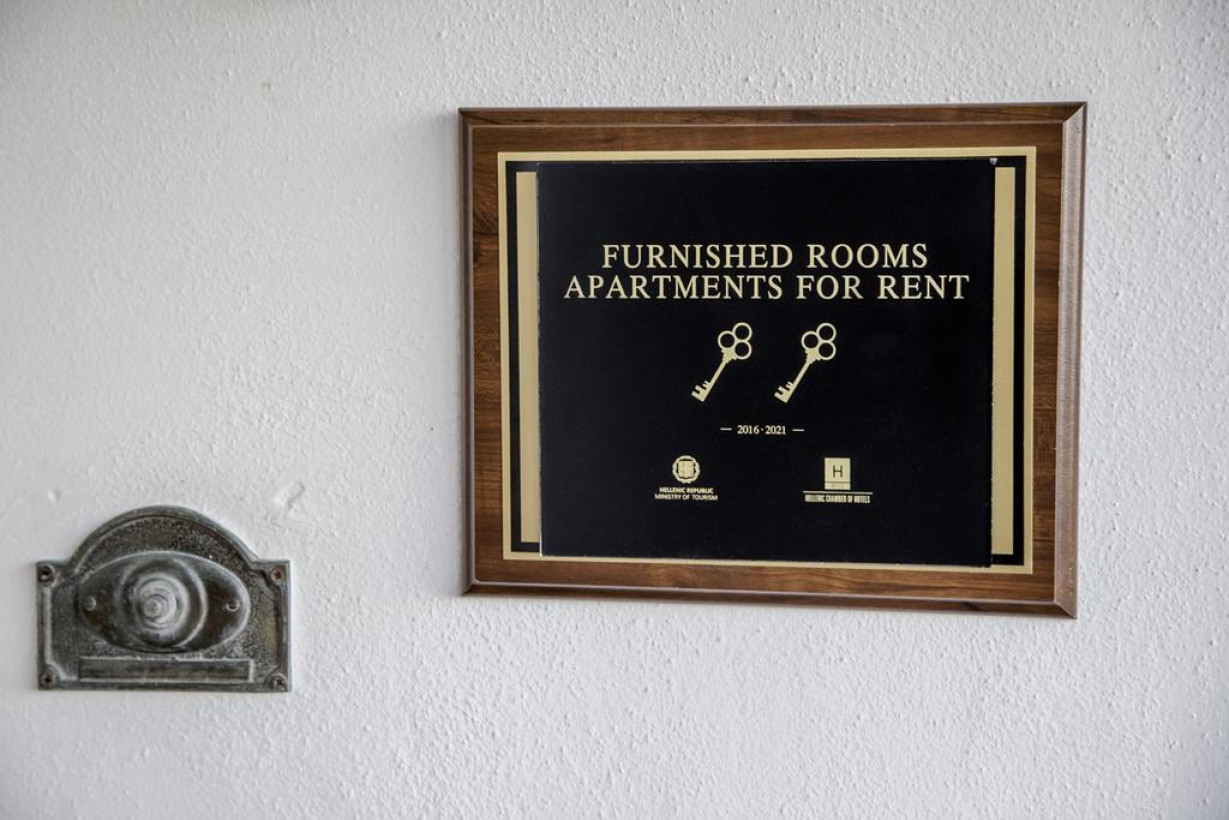 FURNISHED ROOMS
APARTMENTS FOR RENT
— 2016 · 2021 —
HELLENIC REPUBLIC
MINISTRY OF TOURISM
H
HELLENIC CHAMBER OF HOTELS